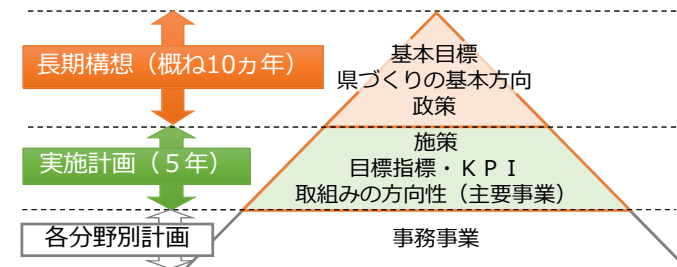 長期構想（概ね10ヵ年）
基本目標
県づくりの基本方向
政策
実施計画（５年）
施策
目標指標・ＫＰＩ
取組みの方向性（主要事業）
各分野別計画
事務事業